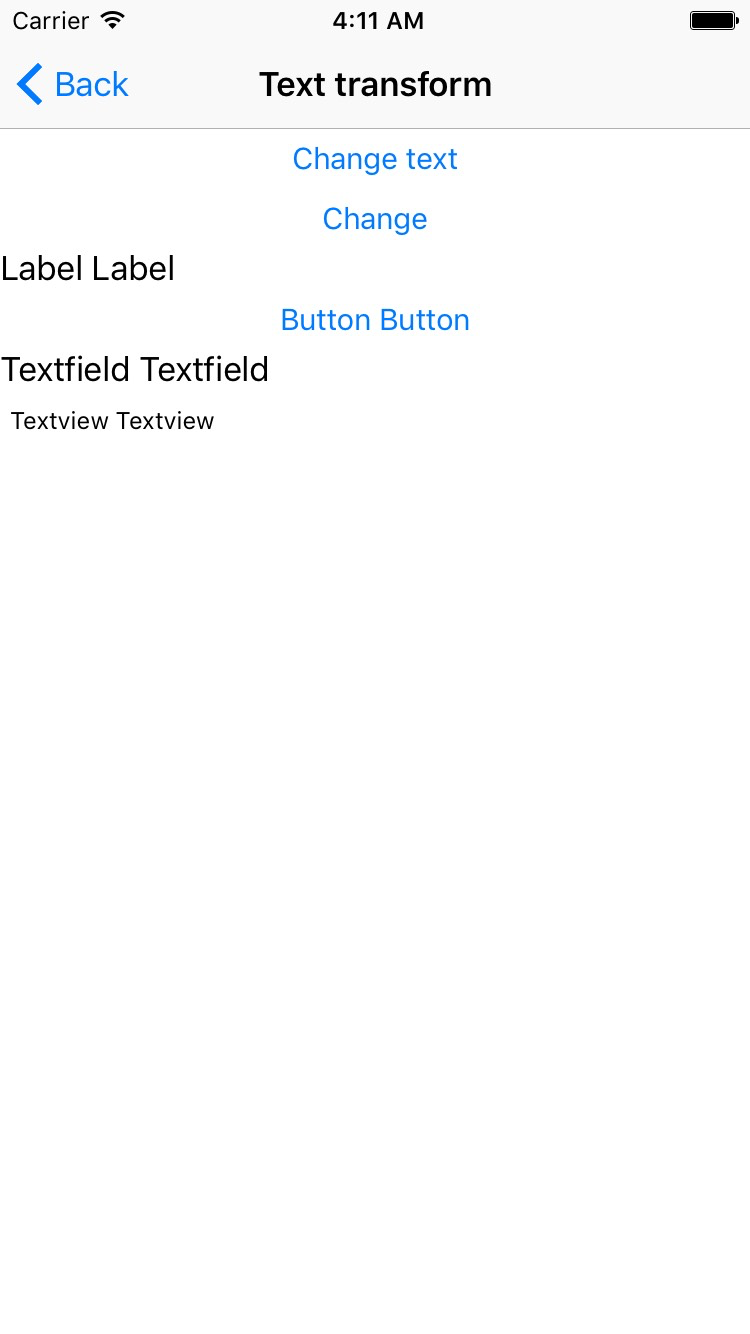 Carrier 4:11 AM
Back Text transform
Change text
Change
Label Label
Button Button
Textfield Textfield
Textview Textview